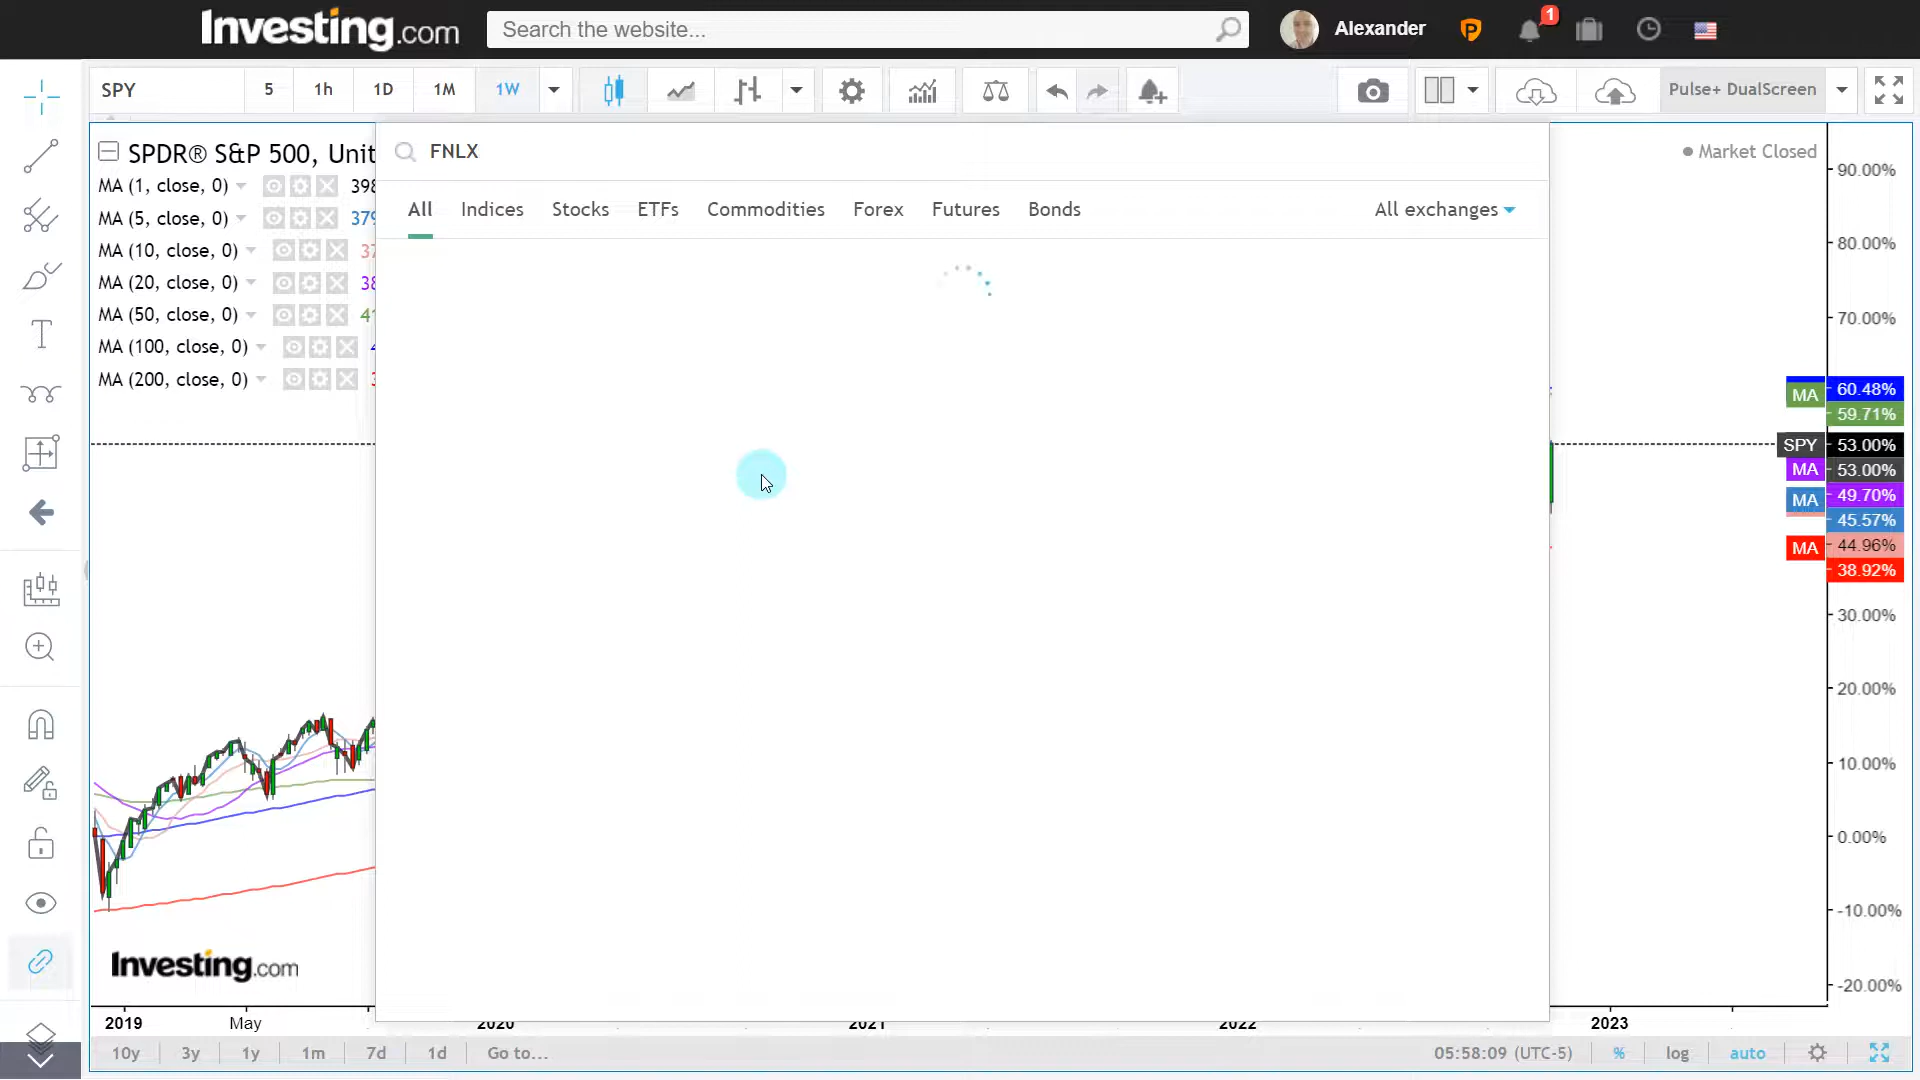 Investing.com
Search the website...
Alexander
1
SPY
5
1h
1D
1M
1W
Pulse+ DualScreen
FNLX
SPDR® S&P 500, Unit
Market Closed
All
Indices
Stocks
ETFs
Commodities
Forex
Futures
Bonds
All exchanges
MA (1, close, 0)
398
MA (5, close, 0)
379
MA (10, close, 0)
37
MA (20, close, 0)
38
MA (50, close, 0)
41
MA (100, close, 0)
4
MA (200, close, 0)
3
90.00%
80.00%
70.00%
MA
60.48%
59.71%
SPY
53.00%
MA
53.00%
49.70%
MA
45.57%
44.96%
MA
38.92%
30.00%
20.00%
10.00%
0.00%
-10.00%
-20.00%
Investing.com
2019
May
2020
2021
2022
2023
10y
3y
1y
1m
7d
1d
Go to...
05:58:09 (UTC-5)
%
log
auto